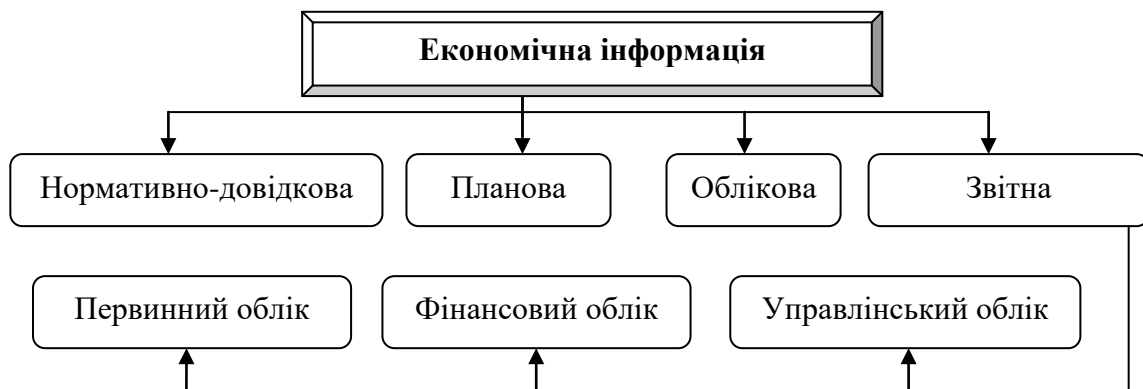 Економічна інформація
Нормативно-довідкова
Планова
Облікова
Звітна
Первинний облік
Фінансовий облік
Управлінський облік